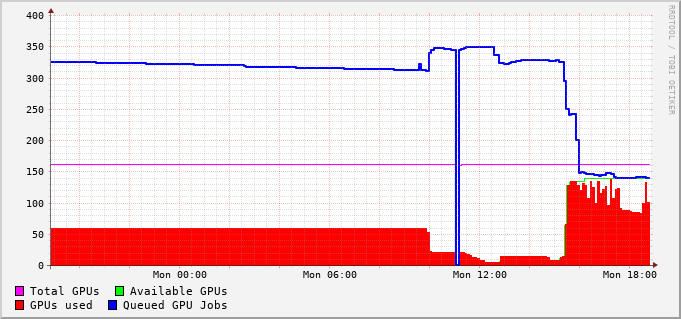 400
350
300
250
200
150
100
50
0
Mon 00:00 Mon 06:00 Mon 12:00 Mon 18:00
Total GPUs Available GPUs
GPUs used Queued GPU Jobs
RRDTOOL / TOBI OETIKER